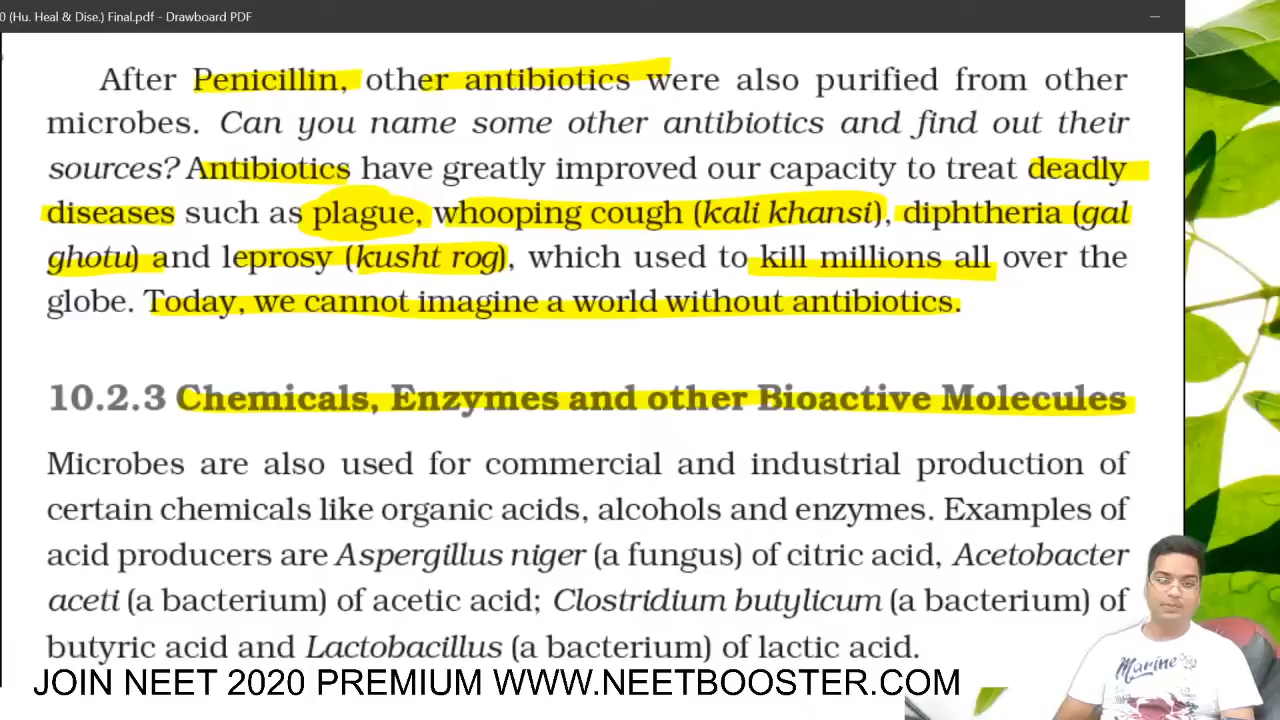 0 (Hu. Heal & Dise.) Final.pdf - Drawboard PDF
After Penicillin, other antibiotics were also purified from other
microbes. Can you name some other antibiotics and find out their
sources? Antibiotics have greatly improved our capacity to treat deadly
diseases such as plague, whooping cough (kali khansi), diphtheria (gal
ghotu) and leprosy (kusht rog), which used to kill millions all over the
globe. Today, we cannot imagine a world without antibiotics.
10.2.3 Chemicals, Enzymes and other Bioactive Molecules
Microbes are also used for commercial and industrial production of
certain chemicals like organic acids, alcohols and enzymes. Examples of
acid producers are Aspergillus niger (a fungus) of citric acid, Acetobacter
aceti (a bacterium) of acetic acid; Clostridium butylicum (a bacterium) of
butyric acid and Lactobacillus (a bacterium) of lactic acid.
JOIN NEET 2020 PREMIUM WWW.NEETBOOSTER.COM
Marine